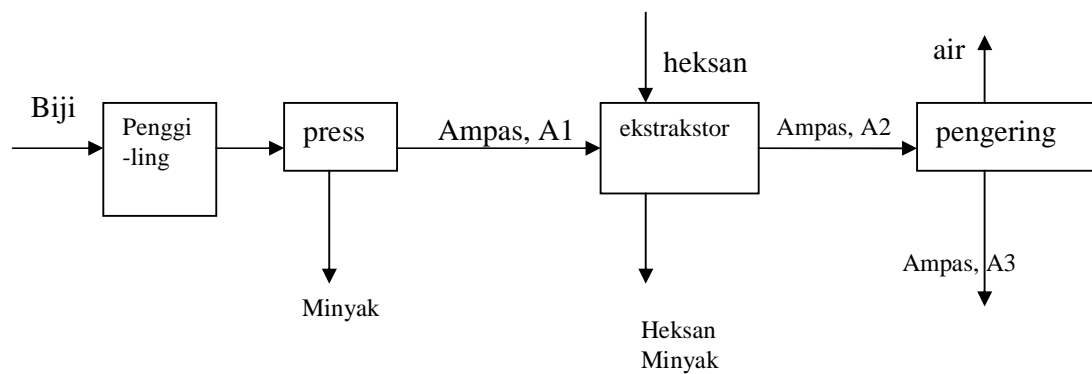 Biji
Penggi
-ling
press
Minyak
Ampas, A1
heksan
ekstrakstor
Heksan
Minyak
Ampas, A2
air
pengering
Ampas, A3